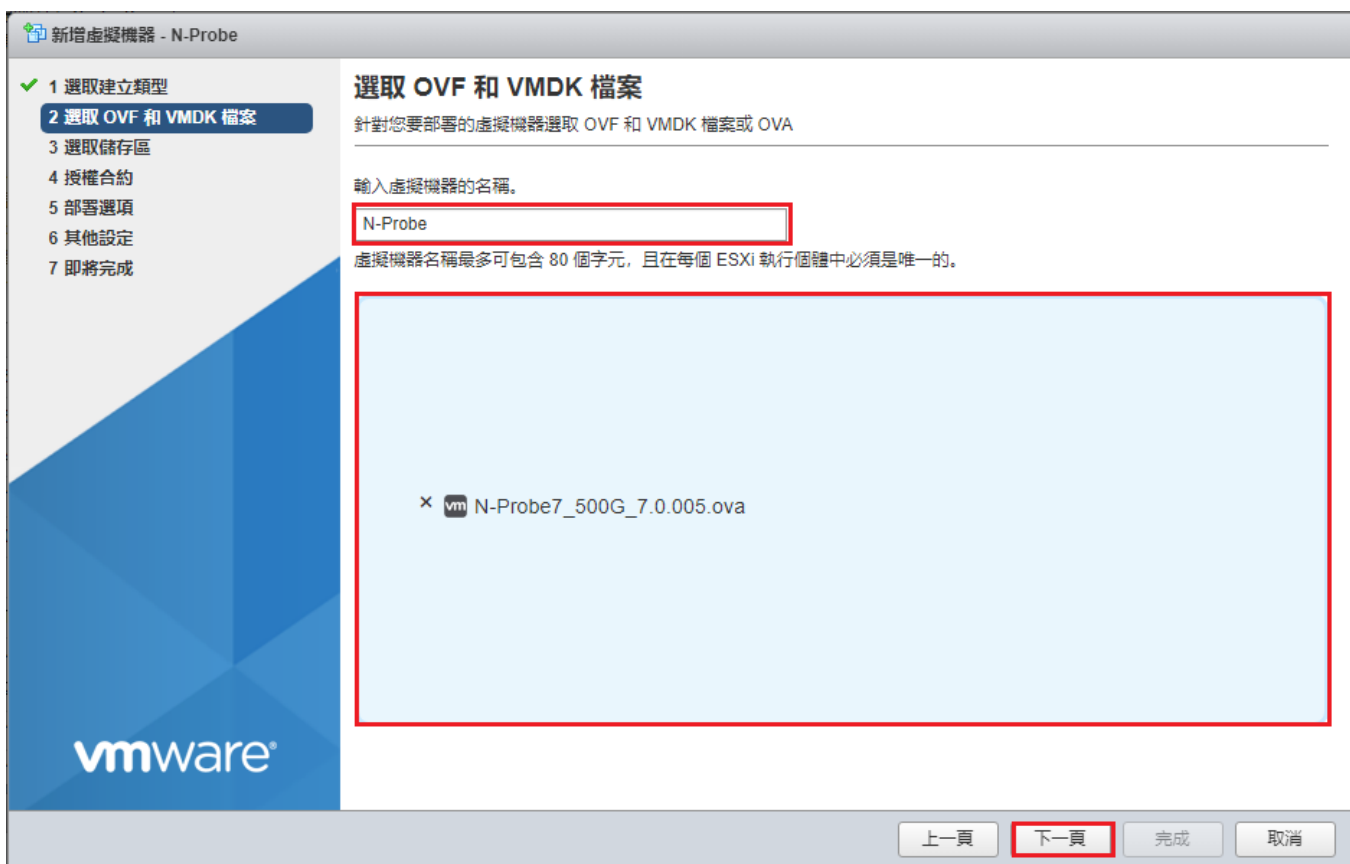 新增虛擬機器 - N-Probe
1 選取建立類型
2 選取 OVF 和 VMDK 檔案
3 選取儲存區
4 授權合約
5 部署選項
6 其他設定
7 即將完成
vmware®
選取 OVF 和 VMDK 檔案
針對您要部署的虛擬機器選取 OVF 和 VMDK 檔案或 OVA
輸入虛擬機器的名稱。
N-Probe
虛擬機器名稱最多可包含 80 個字元，且在每個 ESXi 執行個體中必須是唯一的。
× vm N-Probe7_500G_7.0.005.ova
上一頁 下一頁 完成 取消